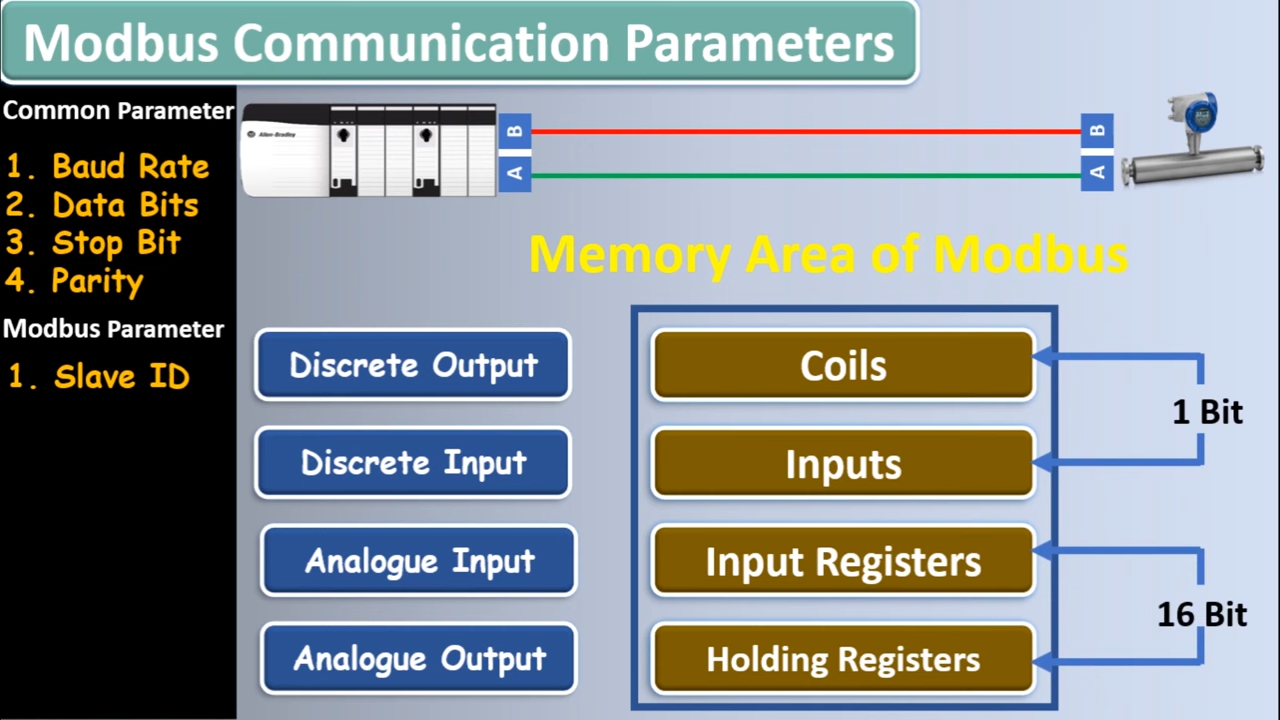 Modbus Communication Parameters
Common Parameter
1. Baud Rate
2. Data Bits
3. Stop Bit
4. Parity
Modbus Parameter
1. Slave ID
Allen-Bradley
B
A
B
A
Memory Area of Modbus
Discrete Output
Coils
Discrete Input
Inputs
1 Bit
Analogue Input
Input Registers
Analogue Output
Holding Registers
16 Bit